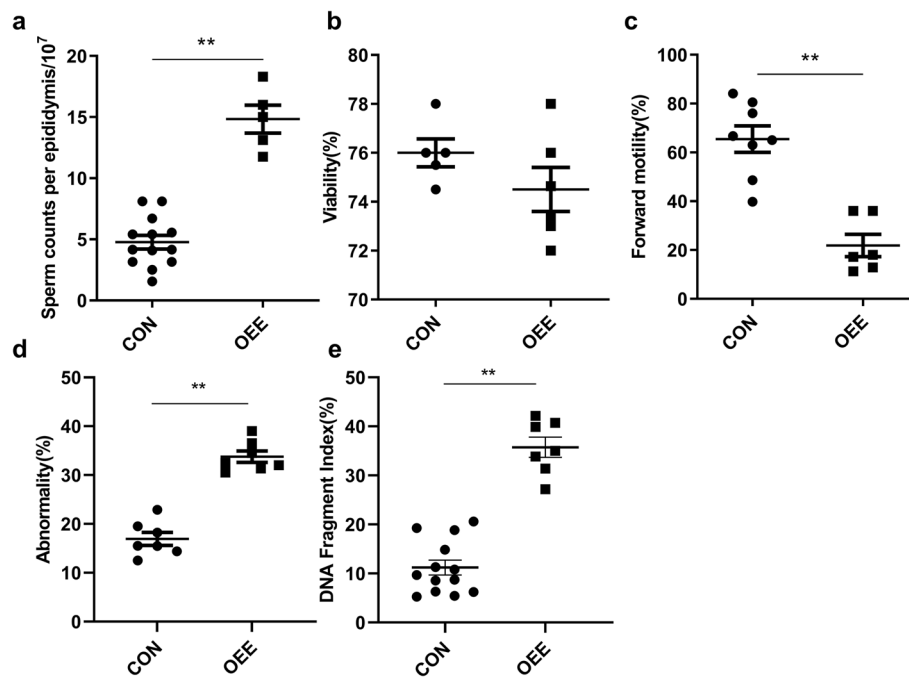 a
Sperm counts per epididymis/10⁷
20
15
10
5
0
**
CON
OEE
b
Viability(%)
80
78
76
74
72
70
CON
OEE
c
Forward motility(%)
100
80
60
40
20
0
**
CON
OEE
d
Abnormality(%)
50
40
30
20
10
0
**
CON
OEE
e
DNA Fragment Index(%)
50
40
30
20
10
0
**
CON
OEE